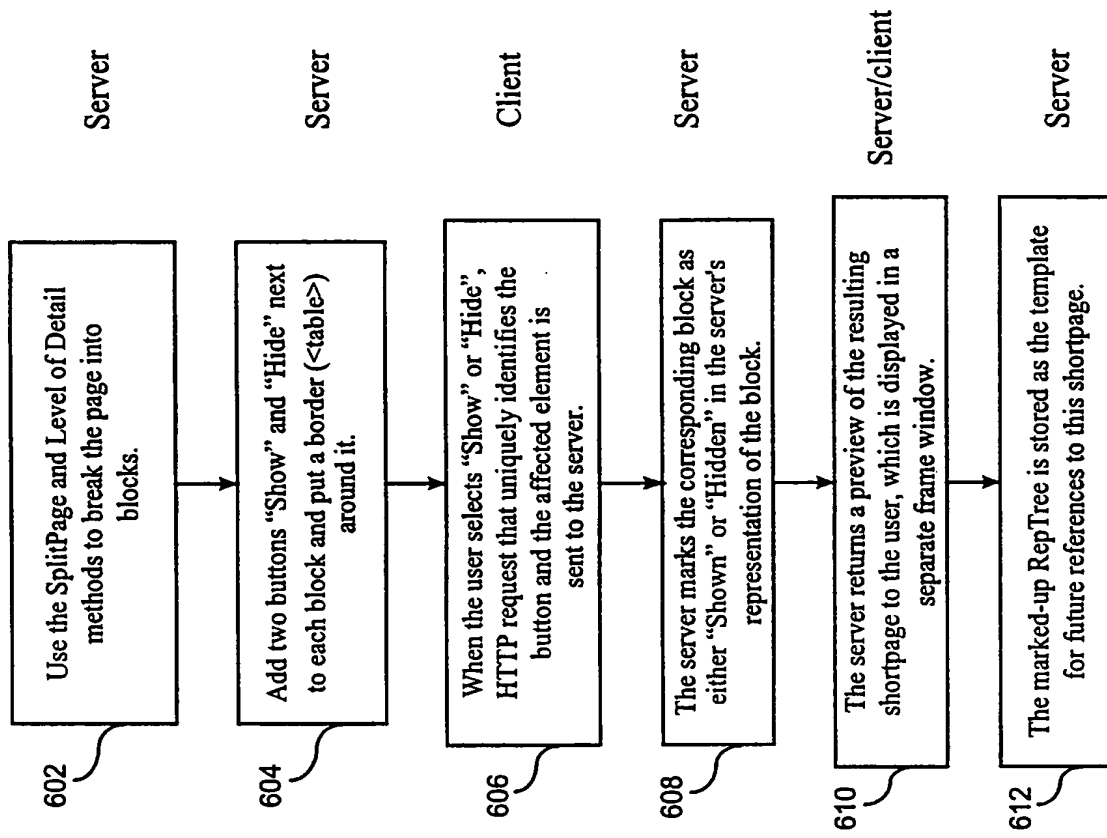 Use the SplitPage and Level of Detail
methods to break the page into
blocks.
Server
602
Add two buttons “Show” and “Hide” next
to each block and put a border (<table>)
around it.
Server
604
When the user selects “Show” or “Hide”,
HTTP request that uniquely identifies the
button and the affected element is
sent to the server.
Client
606
The server marks the corresponding block as
either “Shown” or “Hidden” in the server's
representation of the block.
Server
608
The server returns a preview of the resulting
shortpage to the user, which is displayed in a
separate frame window.
Server/client
610
The marked-up RepTree is stored as the template
for future references to this shortpage.
Server
612